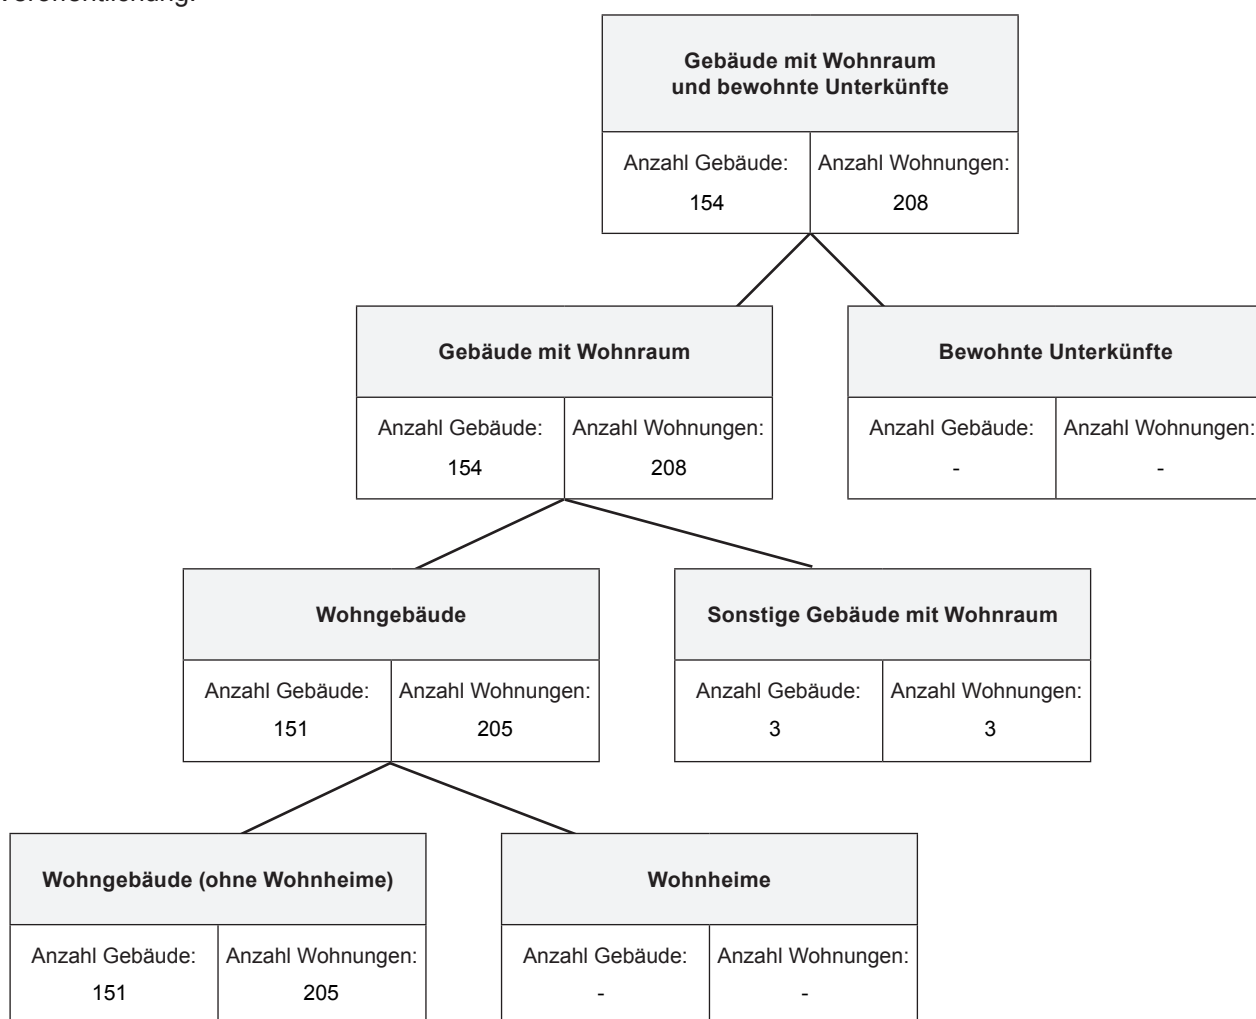 Veröffentlichung.
Gebäude mit Wohnraum
und bewohnte Unterkünfte
Anzahl Gebäude: Anzahl Wohnungen:
154 208
Gebäude mit Wohnraum Bewohnte Unterkünfte
Anzahl Gebäude: Anzahl Wohnungen: Anzahl Gebäude: Anzahl Wohnungen:
154 208 - -
Wohngebäude Sonstige Gebäude mit Wohnraum
Anzahl Gebäude: Anzahl Wohnungen: Anzahl Gebäude: Anzahl Wohnungen:
151 205 3 3
Wohngebäude (ohne Wohnheime) Wohnheime
Anzahl Gebäude: Anzahl Wohnungen: Anzahl Gebäude: Anzahl Wohnungen:
151 205 - -